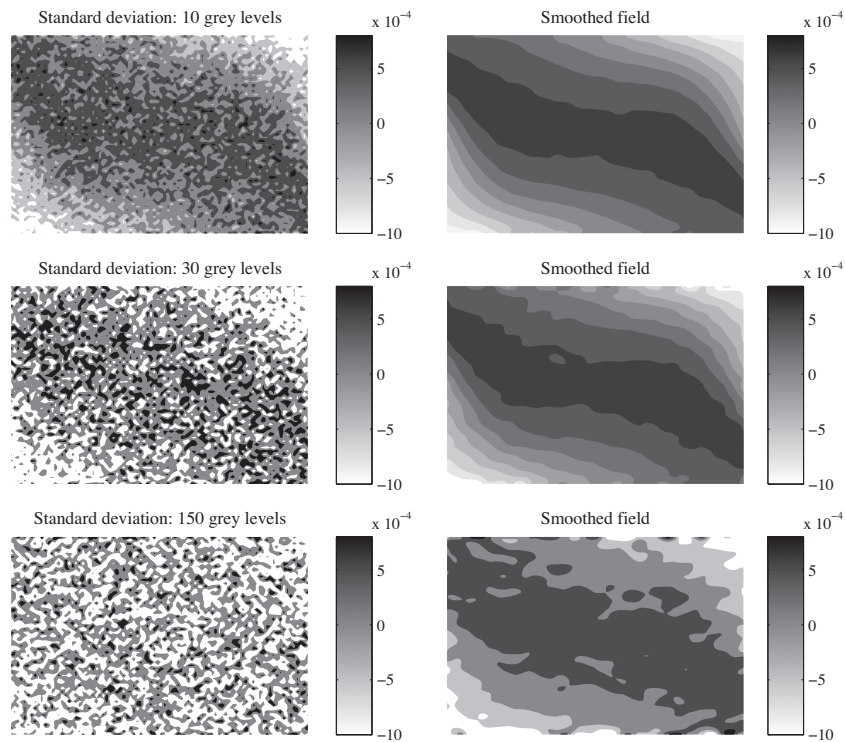 Standard deviation: 10 grey levels
x 10⁻⁴
5
0
−5
−10
Smoothed field
x 10⁻⁴
5
0
−5
−10
Standard deviation: 30 grey levels
x 10⁻⁴
5
0
−5
−10
Smoothed field
x 10⁻⁴
5
0
−5
−10
Standard deviation: 150 grey levels
x 10⁻⁴
5
0
−5
−10
Smoothed field
x 10⁻⁴
5
0
−5
−10